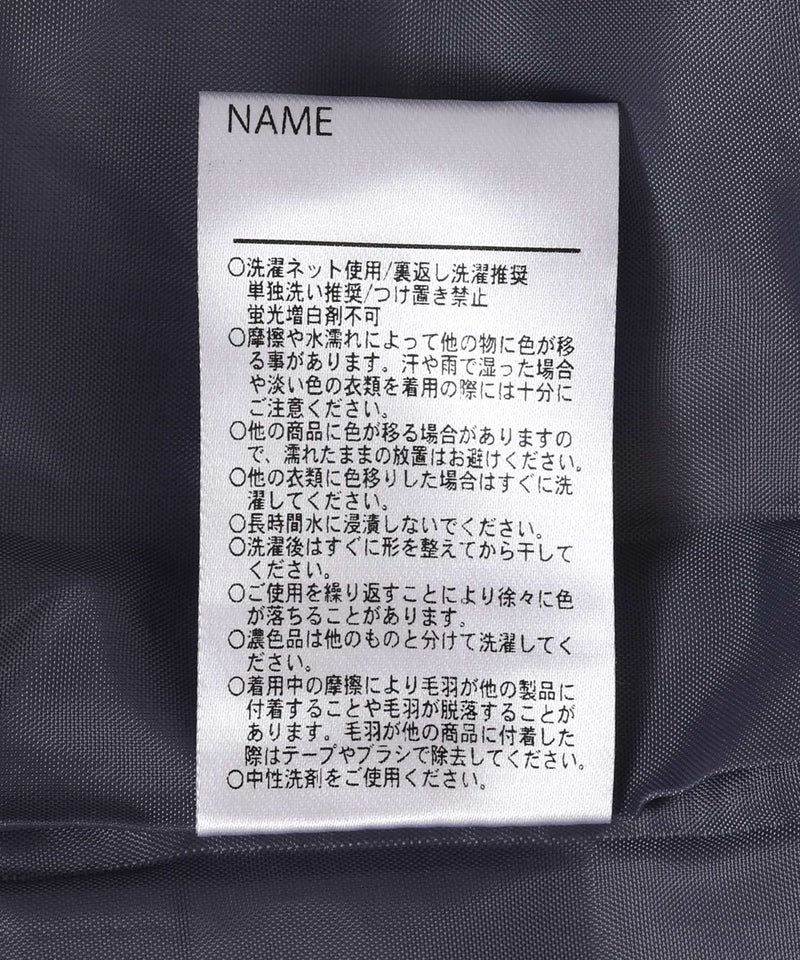 NAME
○洗濯ネット使用/裏返し洗濯推奨
単独洗い推奨/つけ置き禁止
蛍光増白剤不可
○摩擦や水濡れによって他の物に色が移
る事があります。汗や雨で湿った場合
や淡い色の衣類を着用の際には十分に
ご注意ください。
○他の商品に色が移る場合がありますの
で、濡れたままの放置はお避けください。
○他の衣類に色移りした場合はすぐに洗
濯してください。
○長時間水に浸漬しないでください。
○洗濯後はすぐに形を整えてから干して
ください。
○ご使用を繰り返すことにより徐々に色
が落ちることがあります。
○濃色品は他のものと分けて洗濯してく
ださい。
○着用中の摩擦により毛羽が他の製品に
付着することや毛羽が脱落することが
あります。毛羽が他の商品に付着した
際はテープやブラシで除去してください。
○中性洗剤をご使用ください。